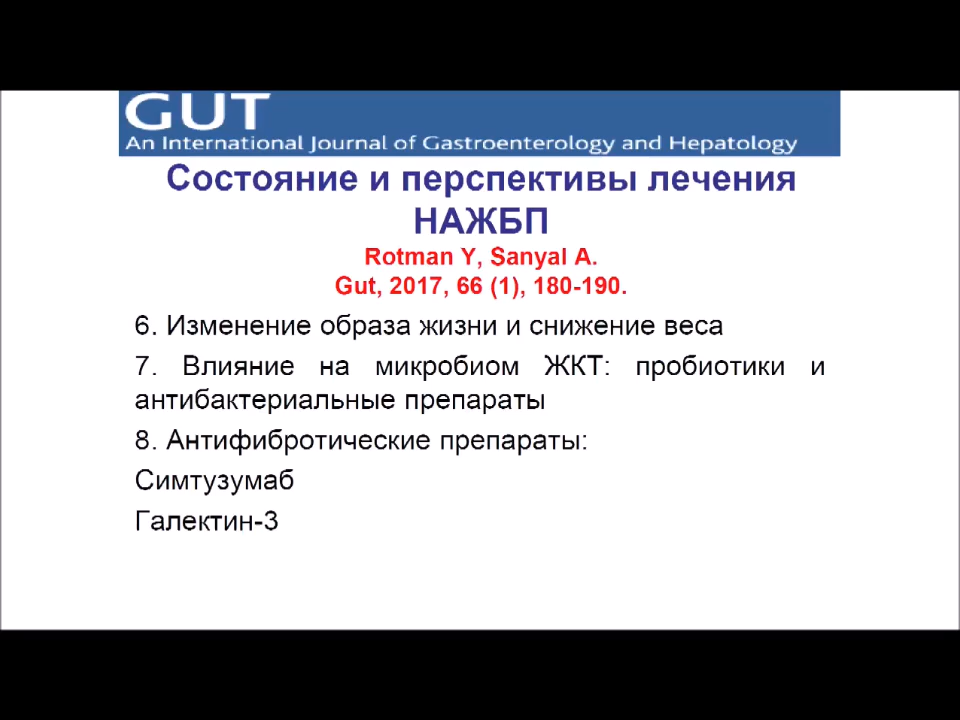 GUT
An International Journal of Gastroenterology and Hepatology
Состояние и перспективы лечения
НАЖБП
Rotman Y, Sanyal A.
Gut, 2017, 66 (1), 180-190.
6. Изменение образа жизни и снижение веса
7. Влияние на микробиом ЖКТ: пробиотики и
антибактериальные препараты
8. Антифибротические препараты:
Симтузумаб
Галектин-3